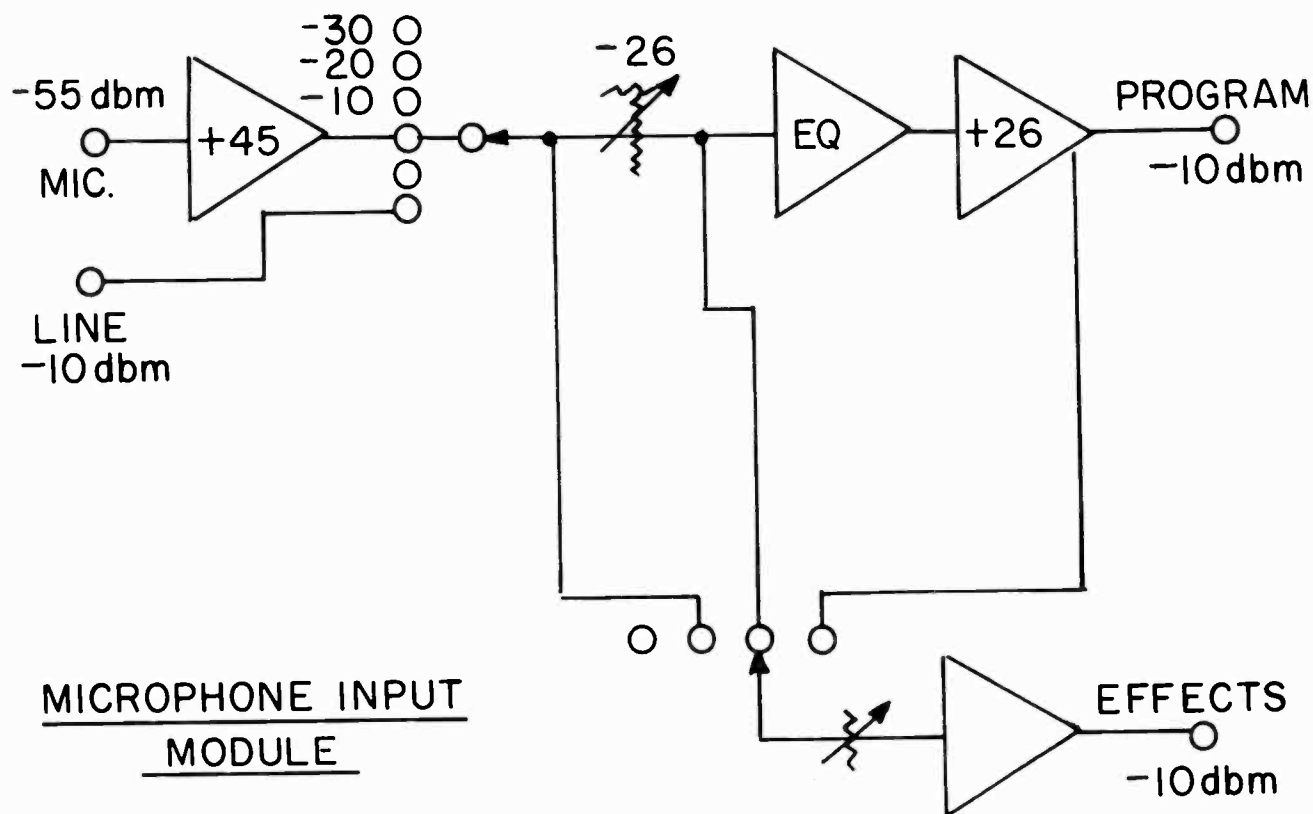 -30
-20
-10
-26
-55 dbm
+45
MIC.
EQ
+26
PROGRAM
-10 dbm
LINE
-10 dbm
MICROPHONE INPUT
MODULE
EFFECTS
-10 dbm